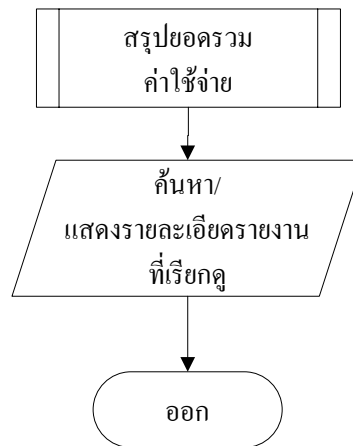 สรุปยอดรวม
ค่าใช้จ่าย
ค้นหา/
แสดงรายละเอียดรายงาน
ที่เรียกดู
ออก